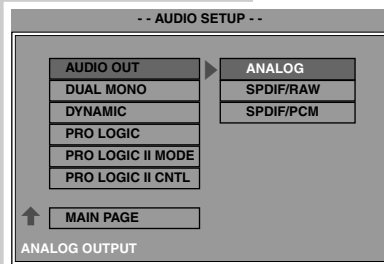 - - AUDIO SETUP - -
AUDIO OUT
ANALOG
DUAL MONO
SPDIF/RAW
DYNAMIC
SPDIF/PCM
PRO LOGIC
PRO LOGIC II MODE
PRO LOGIC II CNTL
MAIN PAGE
ANALOG OUTPUT